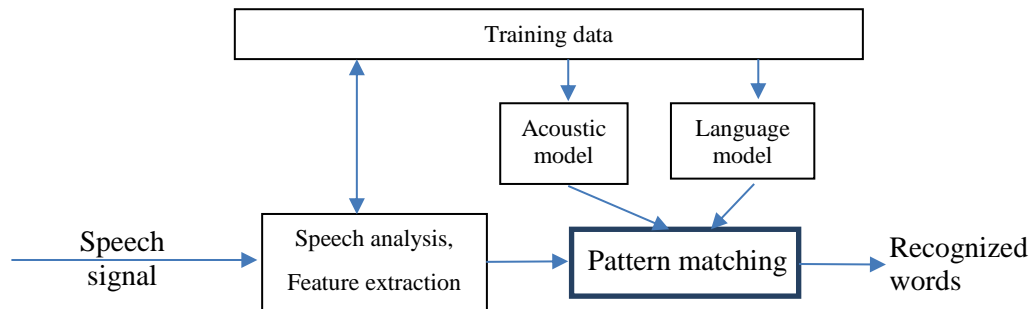 Training data
Acoustic
model
Language
model
Speech
signal
Speech analysis,
Feature extraction
Pattern matching
Recognized
words